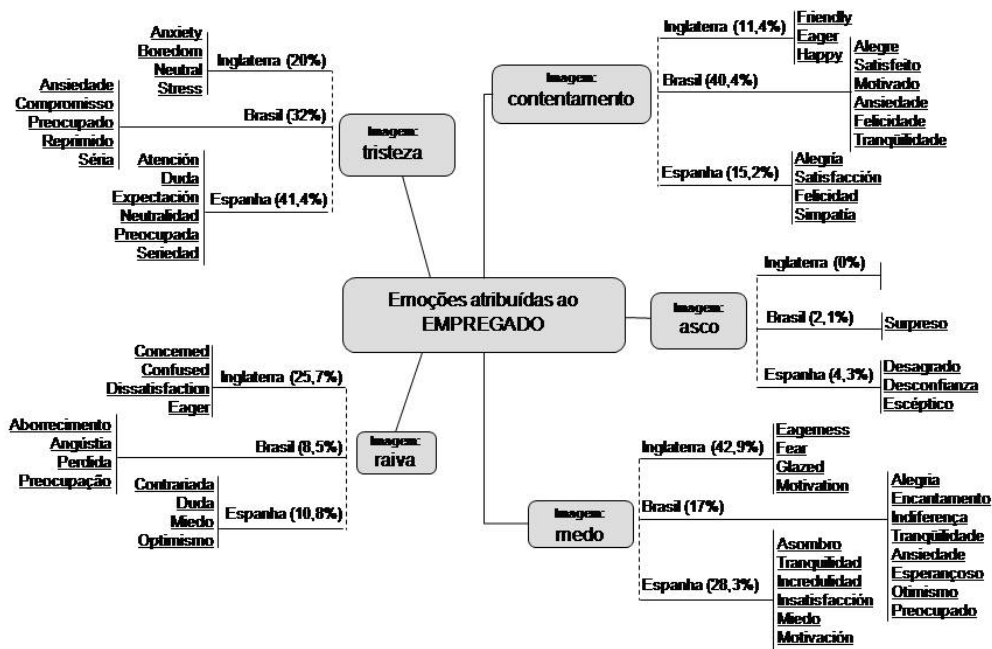 Anxiety
Boredom
Neutral
Stress
Inglaterra (20%)
Ansiedade
Compromisso
Preocupado
Reprimido
Séria
Brasil (32%)
Atención
Duda
Expectación
Neutralidad
Preocupada
Seriedad
Espanha (41,4%)
Imagem:
tristeza
Imagem:
contentamento
Inglaterra (11,4%)
Friendly
Eager
Happy
Brasil (40,4%)
Alegre
Satisfeito
Motivado
Ansiedade
Felicidade
Tranqüilidade
Espanha (15,2%)
Alegría
Satisfacción
Felicidad
Simpatía
Emoções atribuídas ao
EMPREGADO
Imagem:
asco
Inglaterra (0%)
Brasil (2,1%)
Surpreso
Espanha (4,3%)
Desagrado
Desconfianza
Escéptico
Concerned
Confused
Dissatisfaction
Eager
Inglaterra (25,7%)
Aborrecimento
Angústia
Perdida
Preocupação
Brasil (8,5%)
Contrariada
Duda
Miedo
Optimismo
Espanha (10,8%)
Imagem:
raiva
Imagem:
medo
Inglaterra (42,9%)
Eagerness
Fear
Glazed
Motivation
Brasil (17%)
Alegria
Encantamento
Indiferença
Tranqüilidade
Ansiedade
Esperançoso
Otimismo
Preocupado
Espanha (28,3%)
Asombro
Tranquilidad
Incredulidad
Insatisfacción
Miedo
Motivación